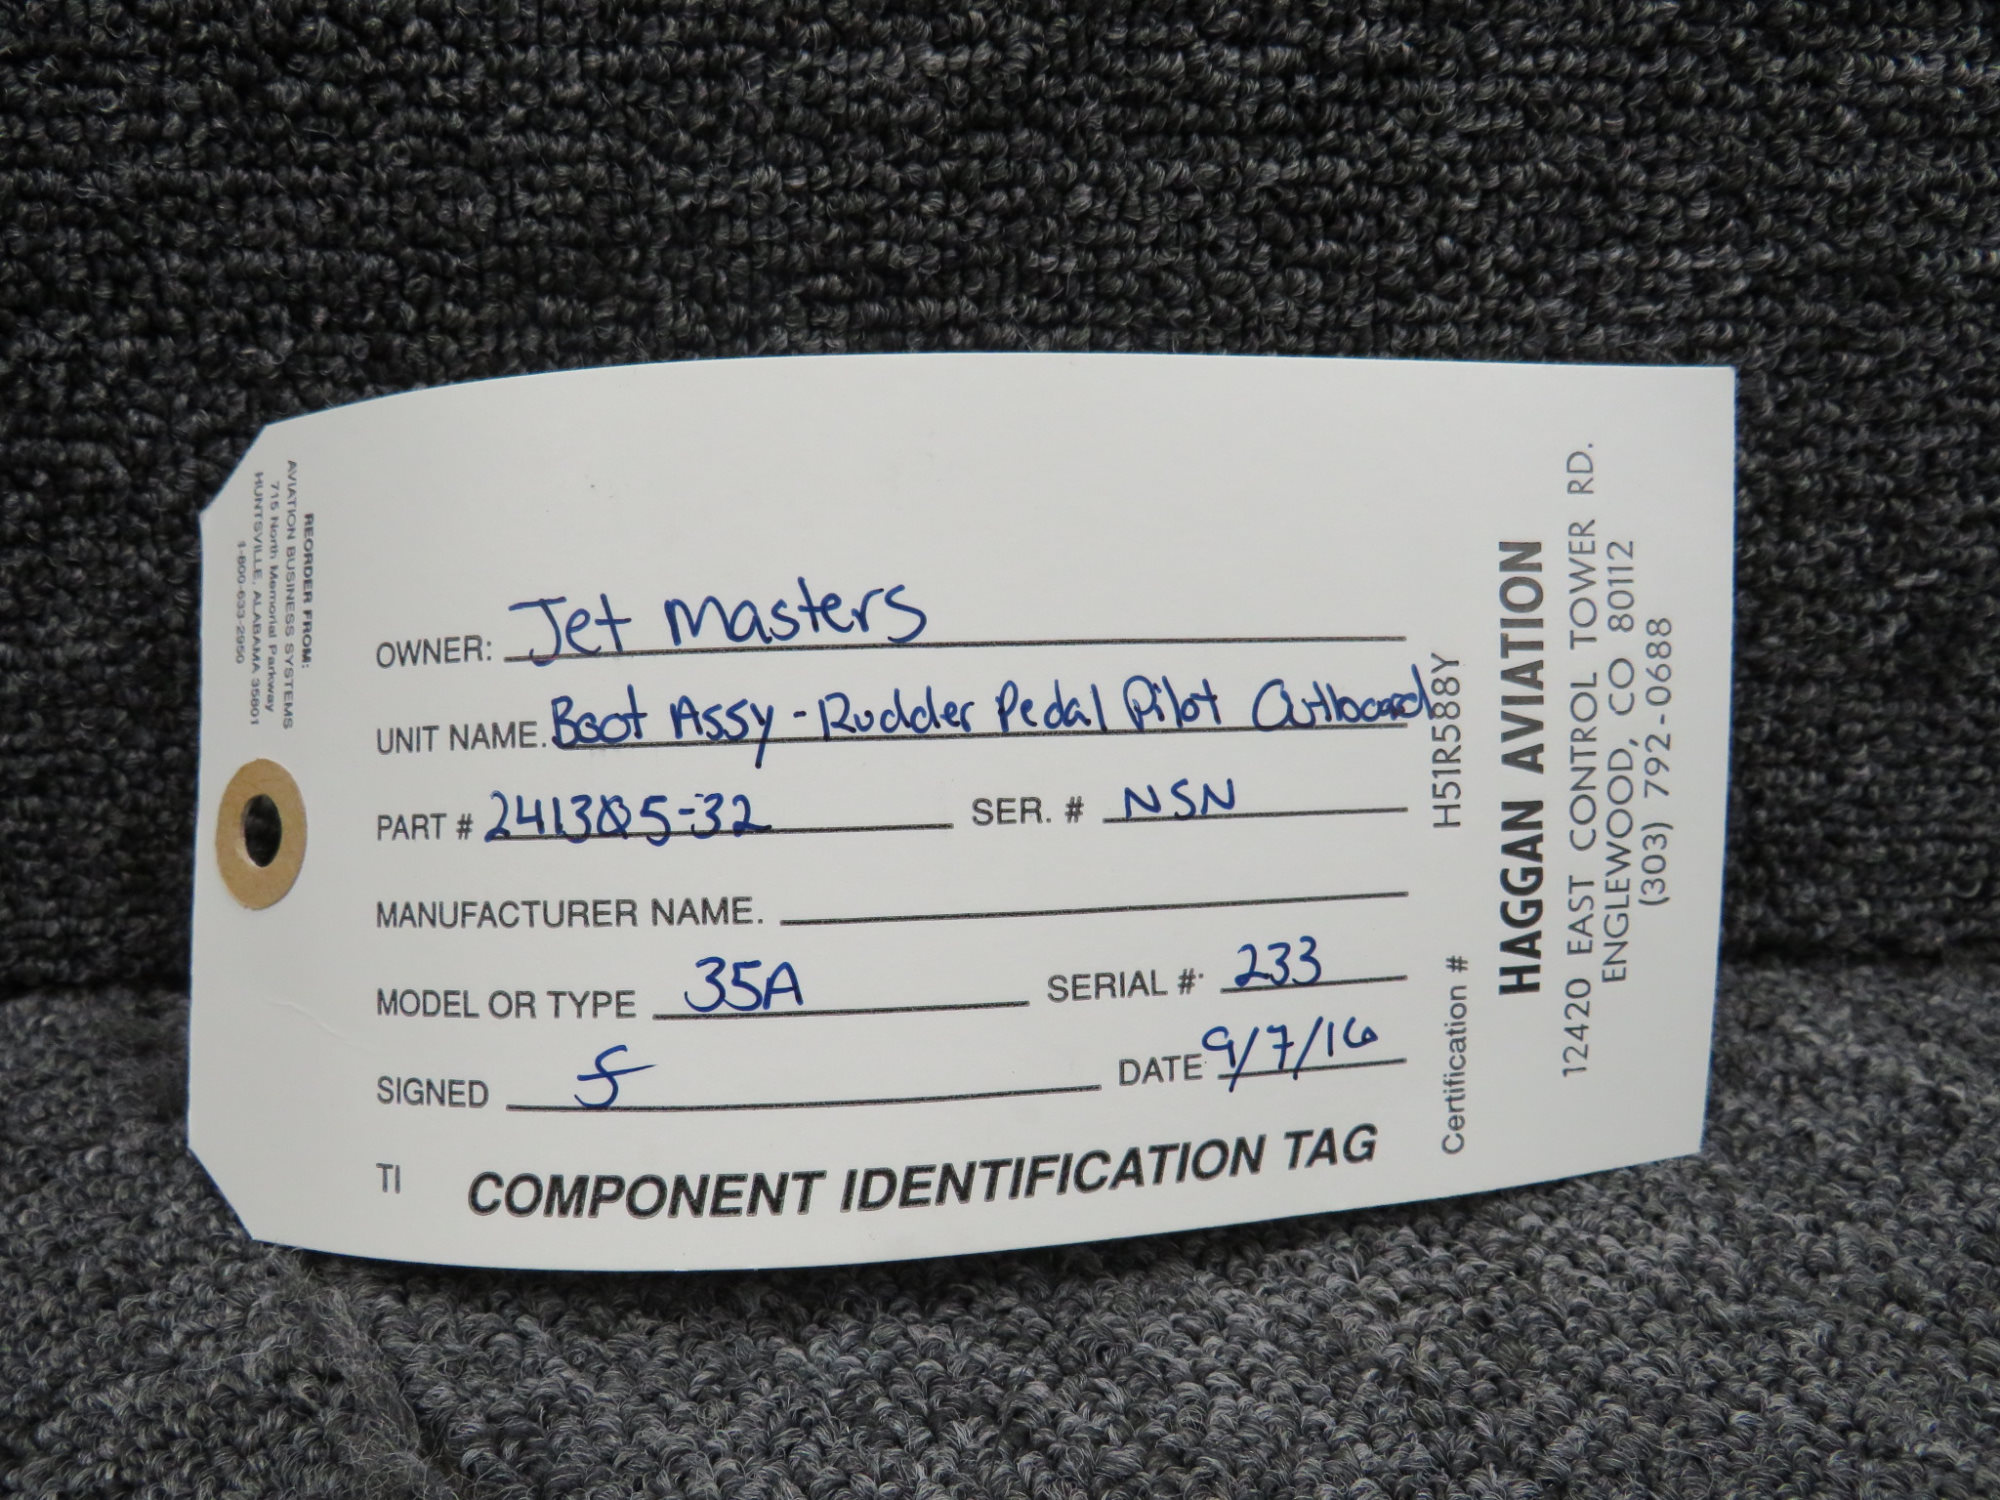 REORDER FROM:
AVIATION BUSINESS SYSTEMS
715 North Memorial Parkway
HUNTSVILLE, ALABAMA 35801
1-800-633-2950
OWNER: Jet Masters
UNIT NAME. Boot Assy - Rudder Pedal Pilot Outboard
PART # 2413005-32 SER. # NSN
MANUFACTURER NAME.
MODEL OR TYPE 35A SERIAL #. 233
SIGNED DATE 9/7/16
TI COMPONENT IDENTIFICATION TAG
Certification # H51R588Y
HAGGAN AVIATION
12420 EAST CONTROL TOWER RD.
ENGLEWOOD, CO 80112
(303) 792-0688